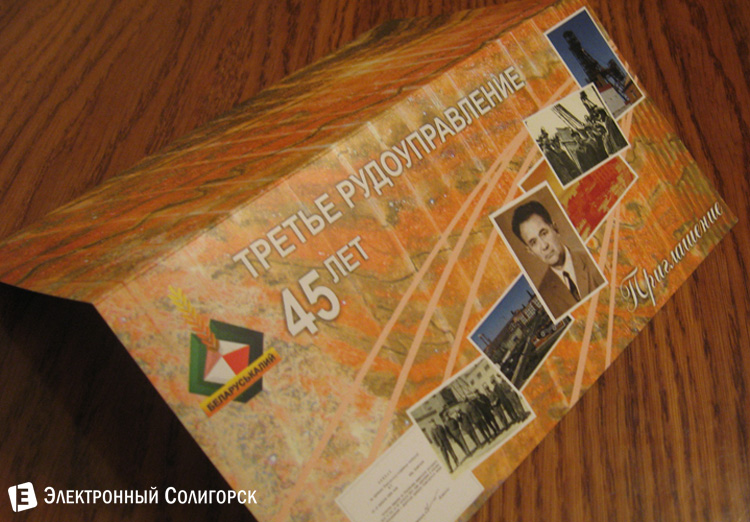 ТРЕТЬЕ РУДОУПРАВЛЕНИЕ
45 ЛЕТ
Приглашение
БЕЛАРУСЬКАЛИЙ
Электронный Солигорск